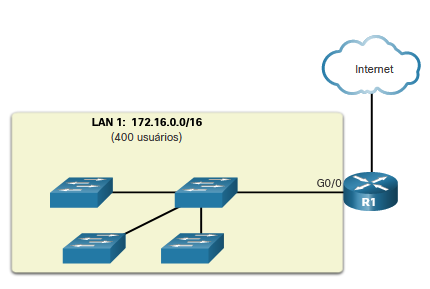 Internet
LAN 1: 172.16.0.0/16
(400 usuários)
G0/0
R1